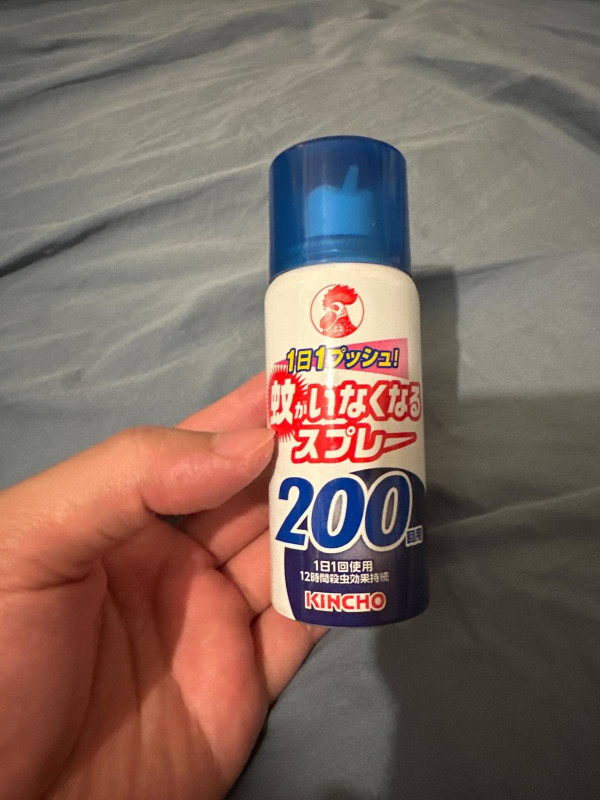 1日1プッシュ!
蚊がいなくなる
スプレー
200回用
1日1回使用
12時間殺虫効果持続
KINCHO